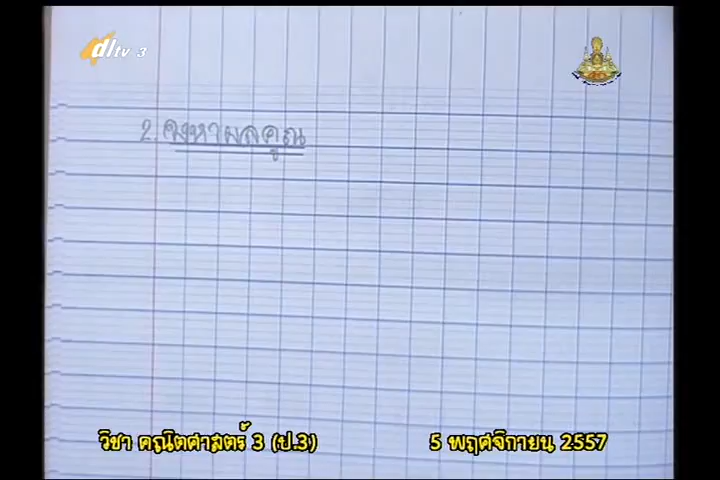 dltv 3
2. จงหาผลคูณ
วิชา คณิตศาสตร์ 3 (ป.3)
5 พฤศจิกายน 2557